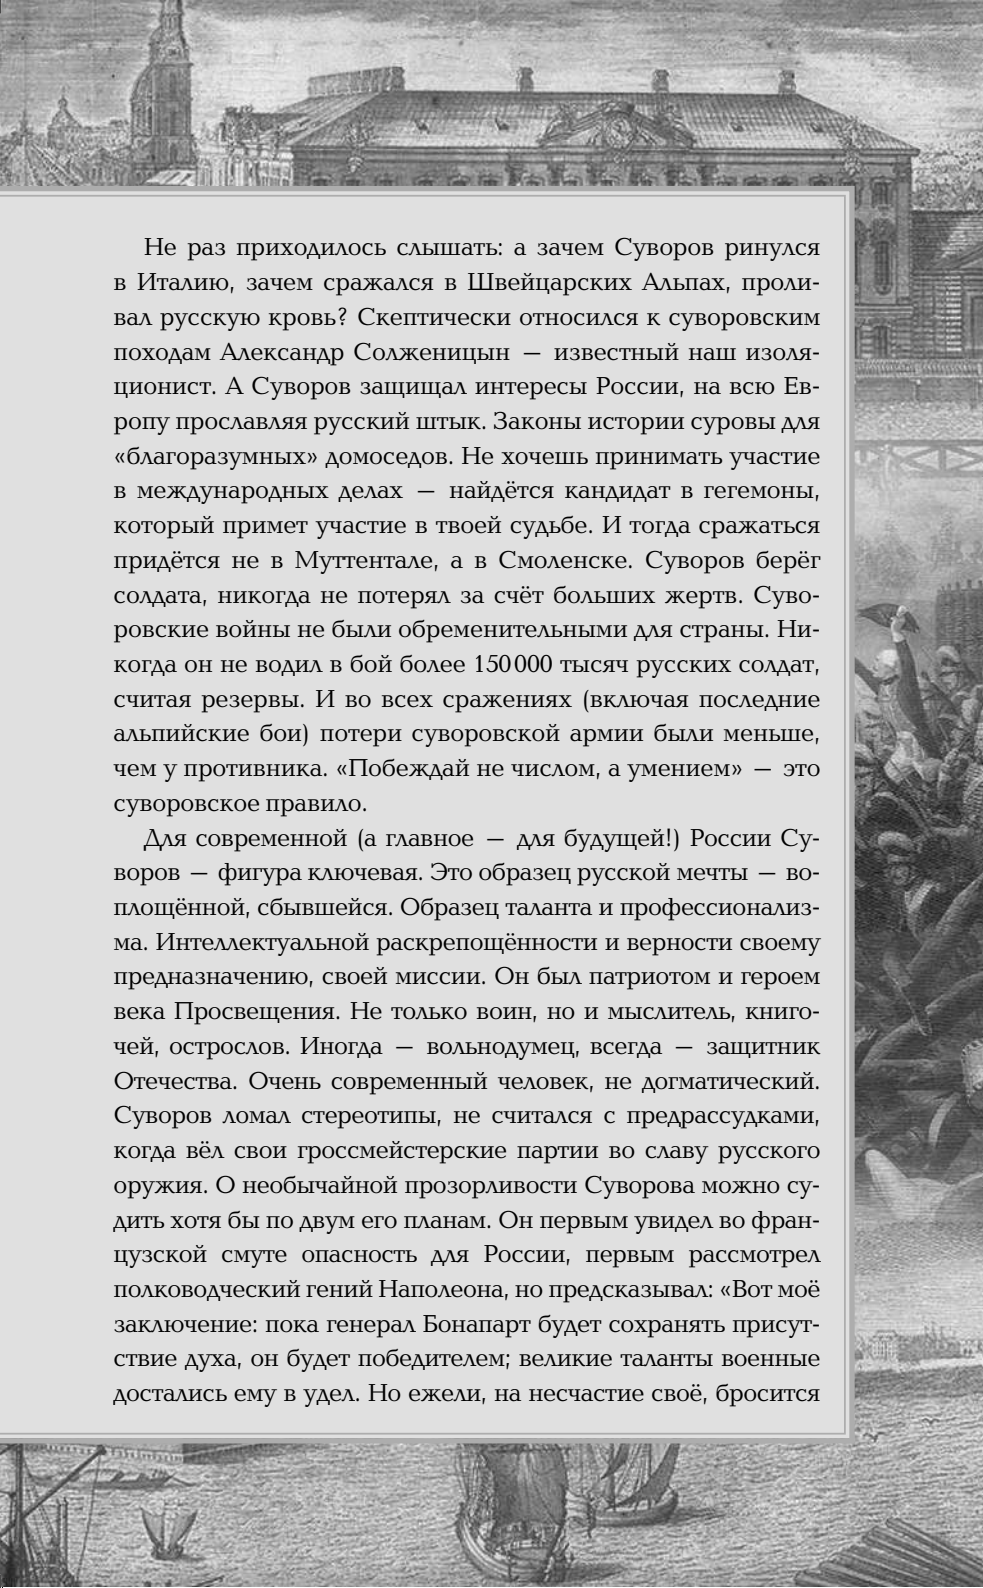 Не раз приходилось слышать: а зачем Суворов ринулся
в Италию, зачем сражался в Швейцарских Альпах, проли-
вал русскую кровь? Скептически относился к суворовским
походам Александр Солженицын — известный наш изоля-
ционист. А Суворов защищал интересы России, на всю Ев-
ропу прославляя русский штык. Законы истории суровы для
«благоразумных» домоседов. Не хочешь принимать участие
в международных делах — найдётся кандидат в гегемоны,
который примет участие в твоей судьбе. И тогда сражаться
придётся не в Муттентале, а в Смоленске. Суворов берёг
солдата, никогда не потерял за счёт больших жертв. Суво-
ровские войны не были обременительными для страны. Ни-
когда он не водил в бой более 150 000 тысяч русских солдат,
считая резервы. И во всех сражениях (включая последние
альпийские бои) потери суворовской армии были меньше,
чем у противника. «Побеждай не числом, а умением» — это
суворовское правило.
Для современной (а главное — для будущей!) России Су-
воров — фигура ключевая. Это образец русской мечты — во-
площённой, сбывшейся. Образец таланта и профессионализ-
ма. Интеллектуальной раскрепощённости и верности своему
предназначению, своей миссии. Он был патриотом и героем
века Просвещения. Не только воин, но и мыслитель, книго-
чей, острослов. Иногда — вольнодумец, всегда — защитник
Отечества. Очень современный человек, не догматический.
Суворов ломал стереотипы, не считался с предрассудками,
когда вёл свои гроссмейстерские партии во славу русского
оружия. О необычайной прозорливости Суворова можно су-
дить хотя бы по двум его планам. Он первым увидел во фран-
цузской смуте опасность для России, первым рассмотрел
полководческий гений Наполеона, но предсказывал: «Вот моё
заключение: пока генерал Бонапарт будет сохранять присут-
ствие духа, он будет победителем; великие таланты военные
достались ему в удел. Но ежели, на несчастие своё, бросится